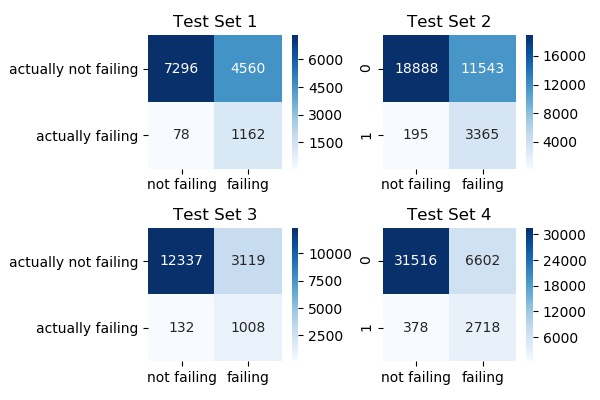 Test Set 1
actually not failing
7296 4560
actually failing
78 1162
not failing failing
6000
4500
3000
1500
Test Set 2
0
18888 11543
1
195 3365
not failing failing
16000
12000
8000
4000
Test Set 3
actually not failing
12337 3119
actually failing
132 1008
not failing failing
10000
7500
5000
2500
Test Set 4
0
31516 6602
1
378 2718
not failing failing
30000
24000
18000
12000
6000